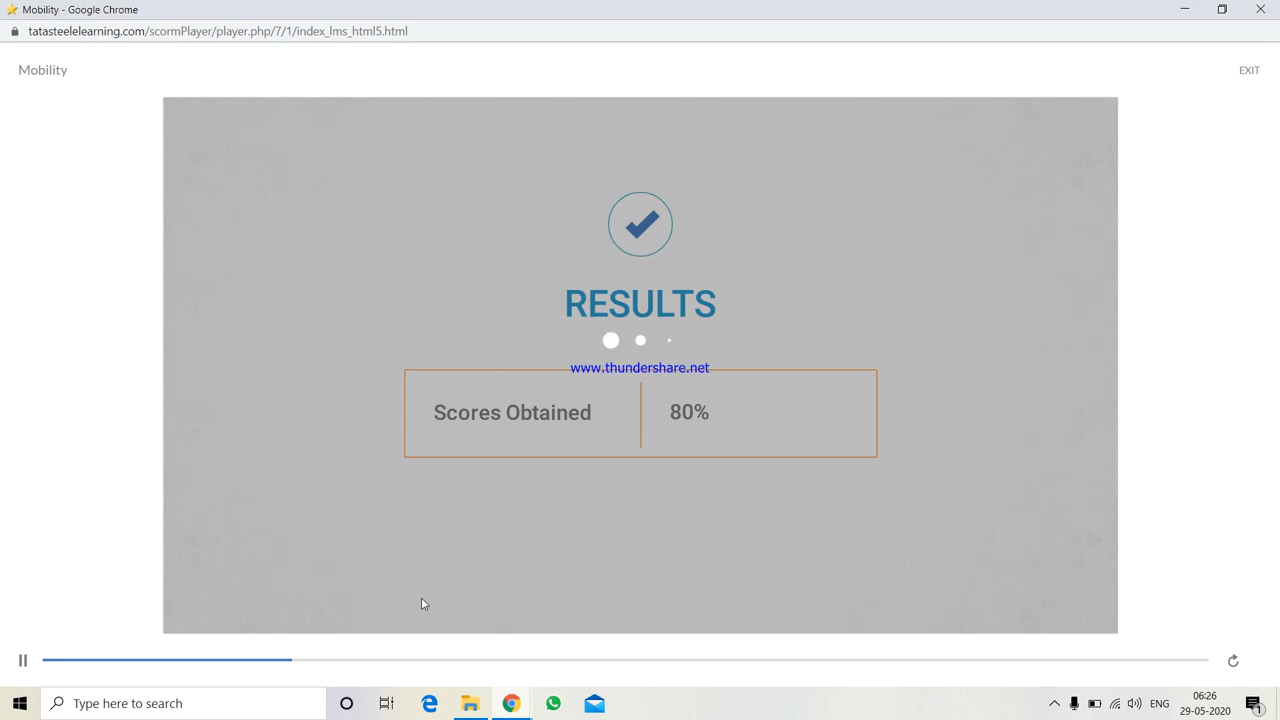 Mobility - Google Chrome
tatasteelelearning.com/scormPlayer/player.php/7/1/index_lms_html5.html
Mobility
EXIT
RESULTS
www.thundershare.net
Scores Obtained
80%
Type here to search
ENG
06:26
29-05-2020
1